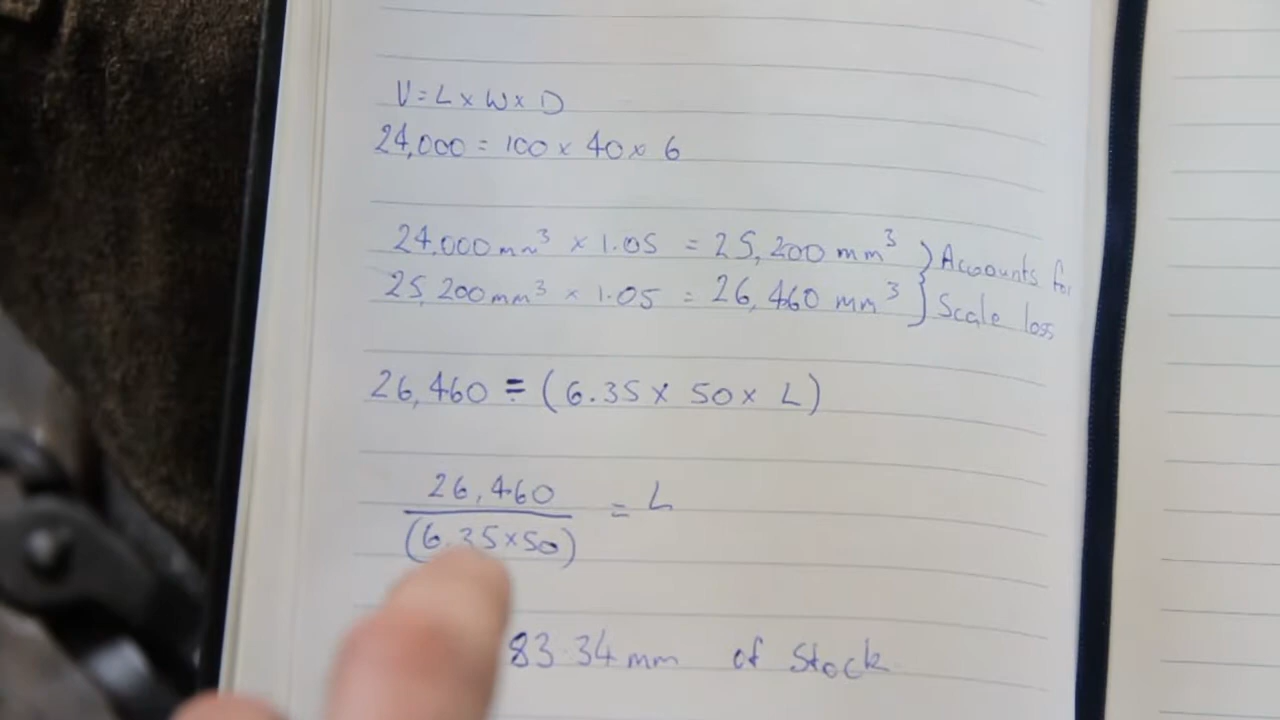 V = L x W x D
24,000 = 100 x 40 x 6
24,000 mm³ x 1.05 = 25,200 mm³ } Accounts for
25,200 mm³ x 1.05 = 26,460 mm³ } Scale loss
26,460 = (6.35 x 50 x L)
26,460
(6.35 x 50) = L
83.34 mm of Stock